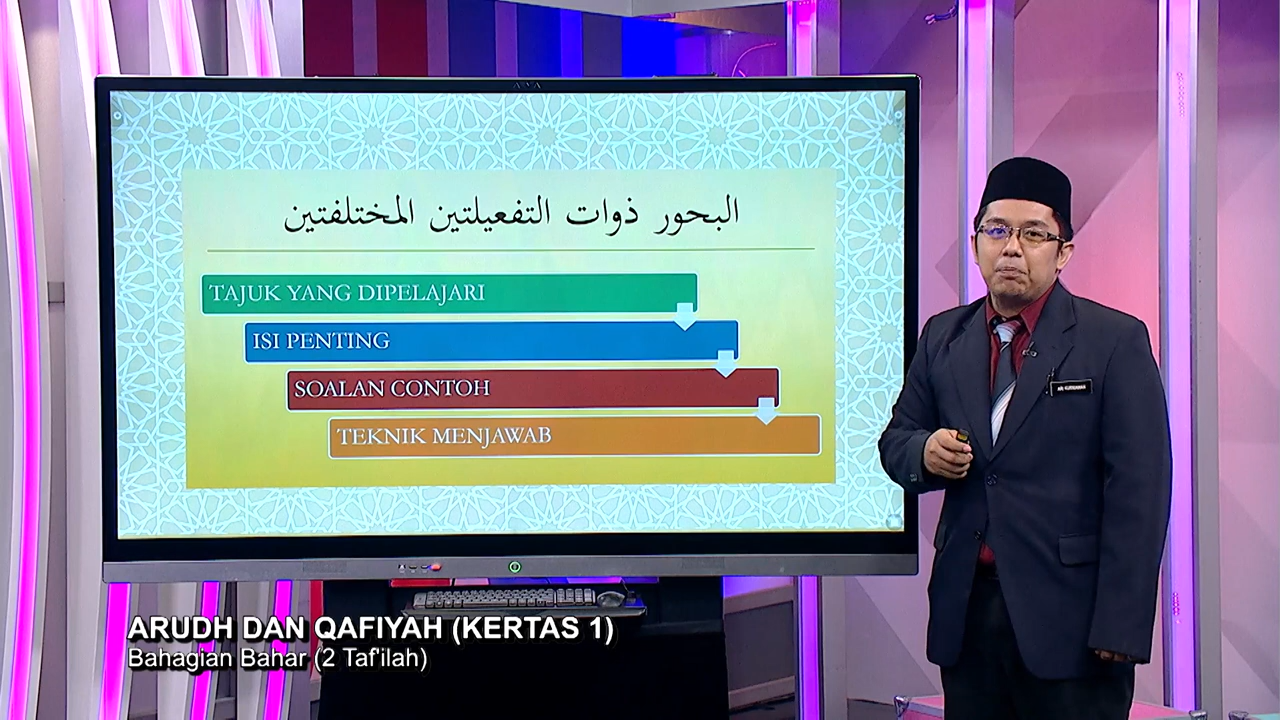 البحور ذوات التفعيلتين المختلفتين
TAJUK YANG DIPELAJARI
ISI PENTING
SOALAN CONTOH
TEKNIK MENJAWAB
ARUDH DAN QAFIYAH (KERTAS 1)
Bahagian Bahar (2 Taf'ilah)